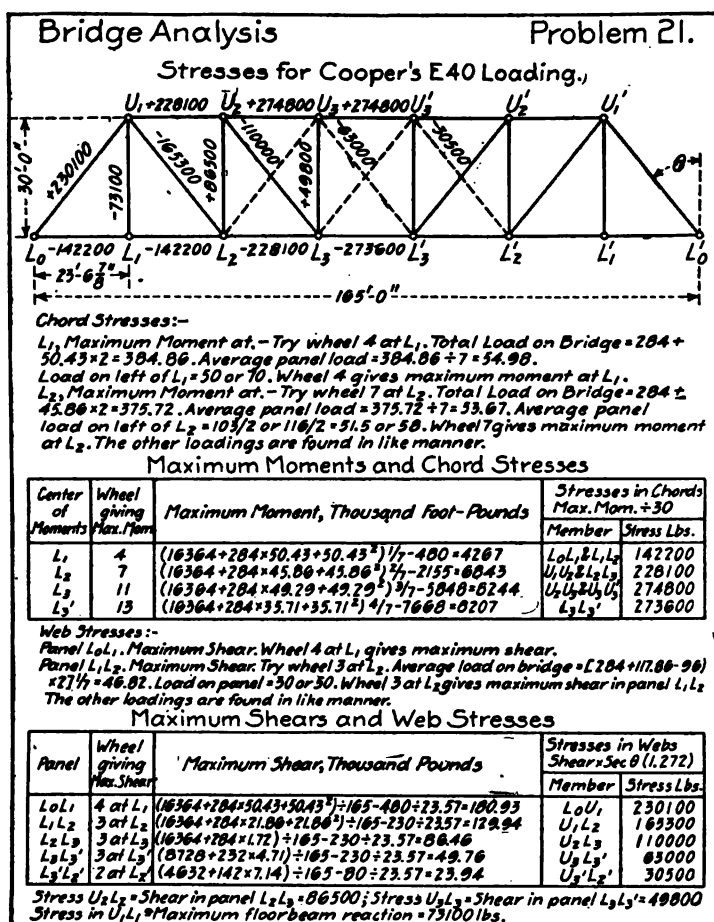 Bridge Analysis Problem 21.
Stresses for Cooper's E40 Loading.
U₁ +228100 U₂ +274800 U₃ +274800 U₃' U₂' U₁'
30'-0"
+230100
-73100
-165300
+86500
-110000
+49800
-63000
-30500
θ
L₀ -142200 L₁ -142200 L₂ -228100 L₃ -273600 L₃' L₂' L₁' L₀'
23'-6⅞"
165'-0"
Chord Stresses:-
L₁, Maximum Moment at.- Try wheel 4 at L₁. Total Load on Bridge = 284+
50.43×2=384.86. Average panel load = 384.86÷7=54.98.
Load on left of L₁=50 or 70. Wheel 4 gives maximum moment at L₁.
L₂, Maximum Moment at.- Try wheel 7 at L₂. Total Load on Bridge = 284±
45.86×2=375.72. Average panel load = 375.72÷7=53.67. Average panel
load on left of L₂=103/2 or 116/2=51.5 or 58. Wheel 7 gives maximum moment
at L₂. The other loadings are found in like manner.
Maximum Moments and Chord Stresses
Center of Moments | Wheel giving Max. Mom. | Maximum Moment, Thousand Foot-Pounds | Stresses in Chords Max. Mom. ÷30
Member | Stress Lbs.
L₁ | 4 | (16364+284×50.43+50.43²) 1/7-480=4267 | L₀L₁&L₁L₂ | 142200
L₂ | 7 | (16364+284×45.86+45.86²) 2/7-2155=6843 | U₁U₂&L₂L₃ | 228100
L₃ | 11 | (16364+284×49.29+49.29²) 3/7-5848=8244 | U₂U₃&U₃U₃' | 274800
L₃' | 13 | (16364+284×35.71+35.71²) 4/7-7668=8207 | L₃L₃' | 273600
Web Stresses:-
Panel L₀L₁. Maximum Shear. Wheel 4 at L₁ gives maximum shear.
Panel L₁L₂. Maximum Shear. Try wheel 3 at L₂. Average load on bridge = [284+117.86-96)
×2] 1/7=46.82. Load on panel = 30 or 50. Wheel 3 at L₂ gives maximum shear in panel L₁L₂
The other loadings are found in like manner.
Maximum Shears and Web Stresses
Panel | Wheel giving Max. Shear | Maximum Shear, Thousand Pounds | Stresses in Webs Shear×Sec θ (1.272)
Member | Stress Lbs.
L₀L₁ | 4 at L₁ | (16364+284×50.43+50.43²)÷165-480÷23.57=180.93 | L₀U₁ | 230100
L₁L₂ | 3 at L₂ | (16364+284×21.86+21.86²)÷165-230÷23.57=129.94 | U₁L₂ | 165300
L₂L₃ | 3 at L₃ | (16364+284×1.72)÷165-230÷23.57=86.46 | U₂L₃ | 110000
L₃L₃' | 3 at L₃' | (8728+232×4.71)÷165-230÷23.57=49.76 | U₃L₃' | 63000
L₃'L₂' | 2 at L₂' | (4632+142×7.14)÷165-80÷23.57=23.94 | U₃'L₂' | 30500
Stress U₂L₂=Shear in panel L₂L₃=86500; Stress U₃L₃=Shear in panel L₃L₃'=49800
Stress in U₁L₁=Maximum floorbeam reaction=73100 lbs.